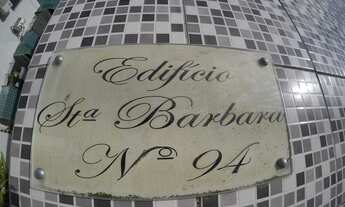 Edifício
Stª Barbara
Nº 94